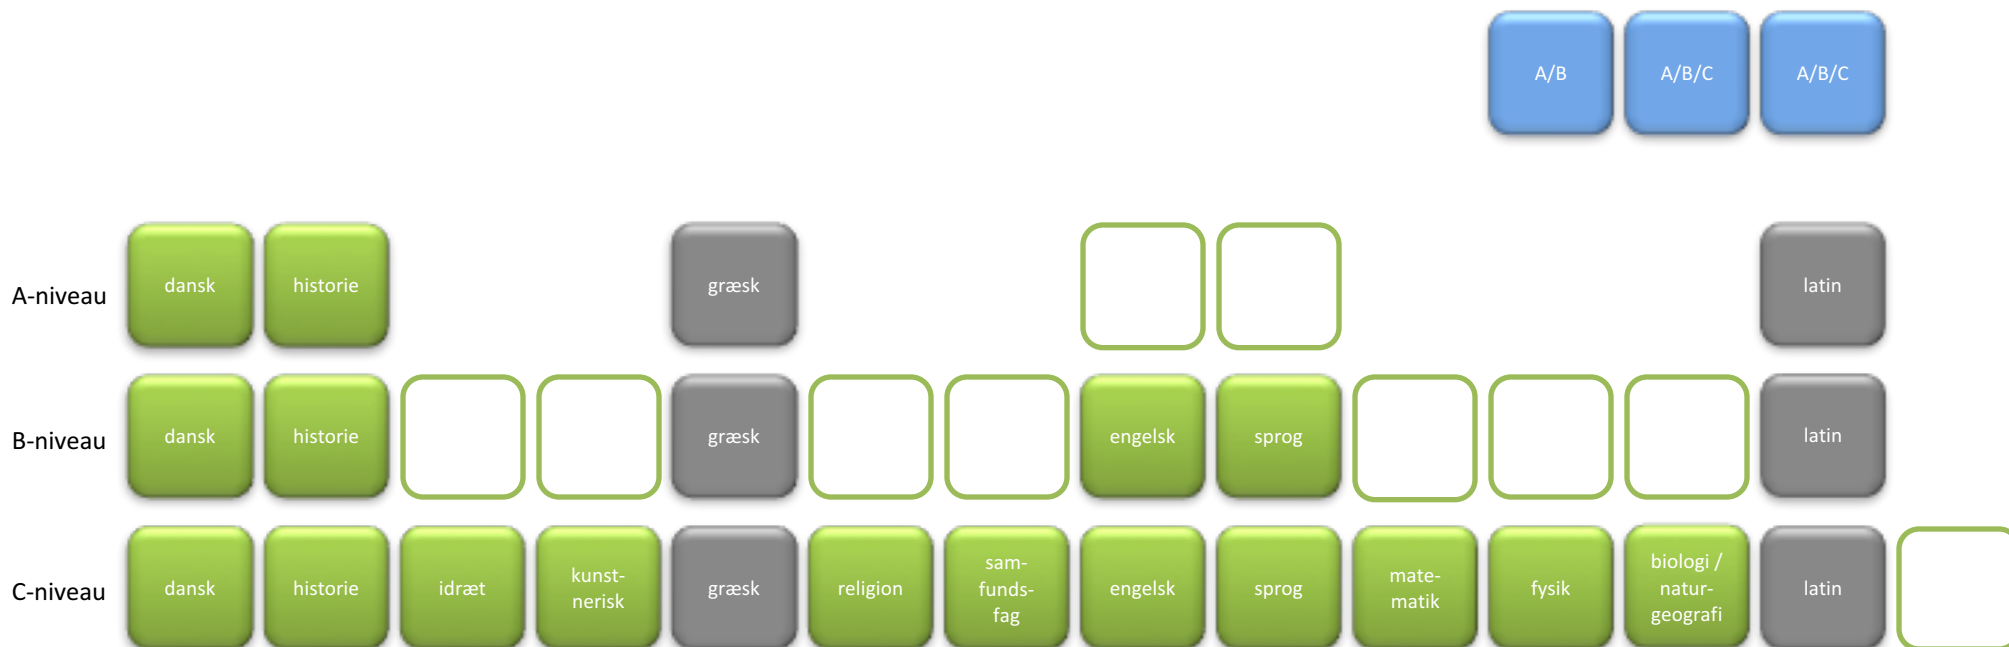 A/B
A/B/C
A/B/C
A-niveau
dansk
historie
græsk
latin
B-niveau
dansk
historie
græsk
engelsk
sprog
latin
C-niveau
dansk
historie
idræt
kunst-
nerisk
græsk
religion
sam-
funds-
fag
engelsk
sprog
mate-
matik
fysik
biologi /
natur-
geografi
latin